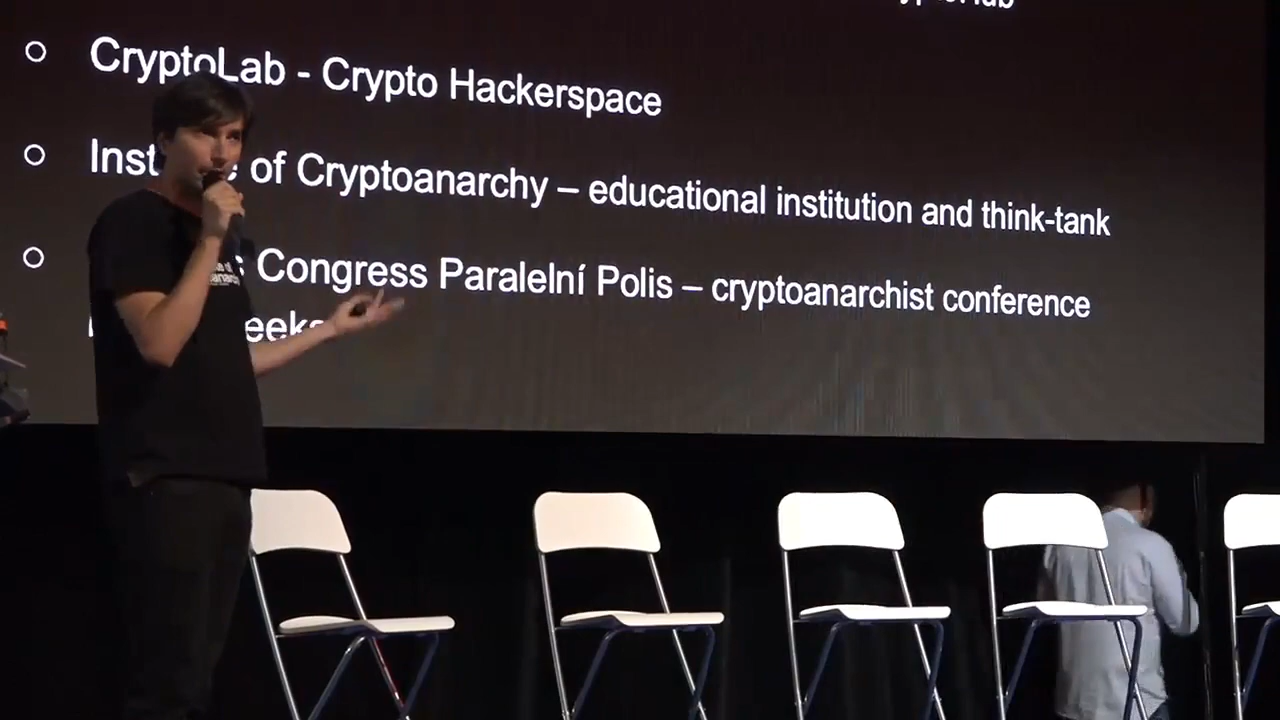 CryptoLab - Crypto Hackerspace
of Cryptoanarchy – educational institution and think-tank
Congress Paralelní Polis – cryptoanarchist conference